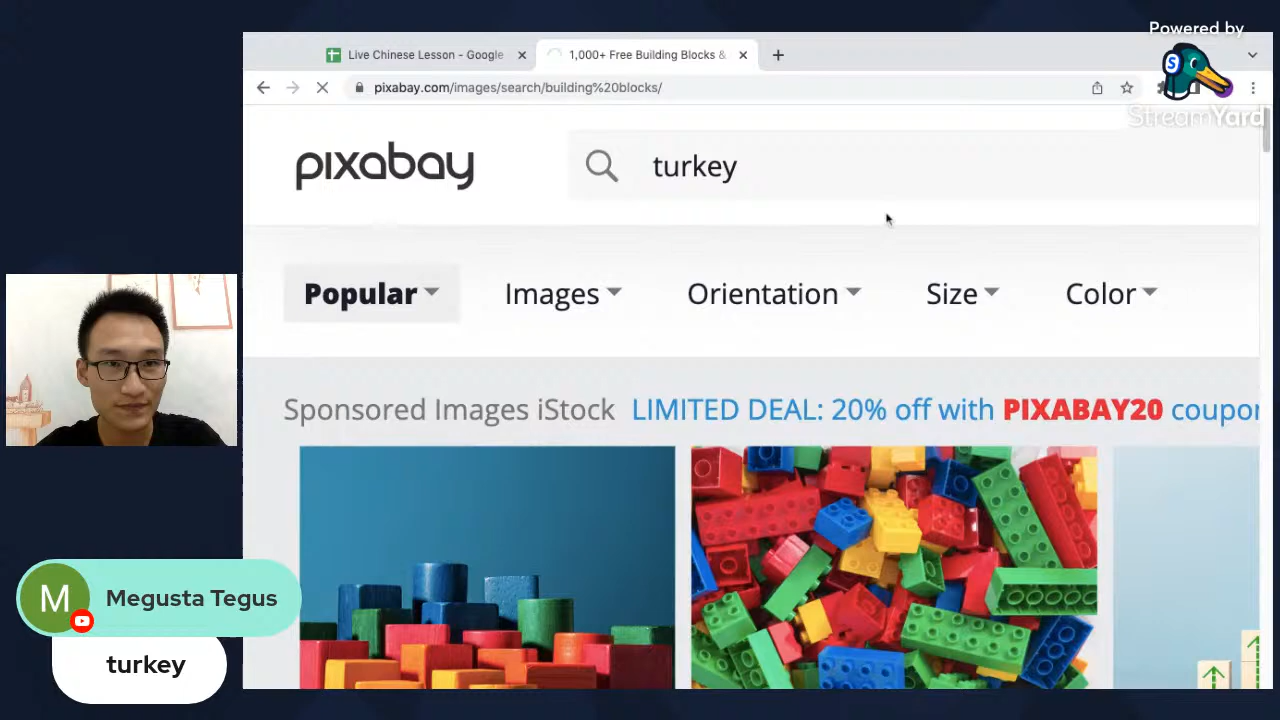 Powered by
StreamYard
Live Chinese Lesson - Google
1,000+ Free Building Blocks &
pixabay.com/images/search/building%20blocks/
pixabay
turkey
Popular
Images
Orientation
Size
Color
Sponsored Images iStock LIMITED DEAL: 20% off with PIXABAY20 coupon
M
Megusta Tegus
turkey